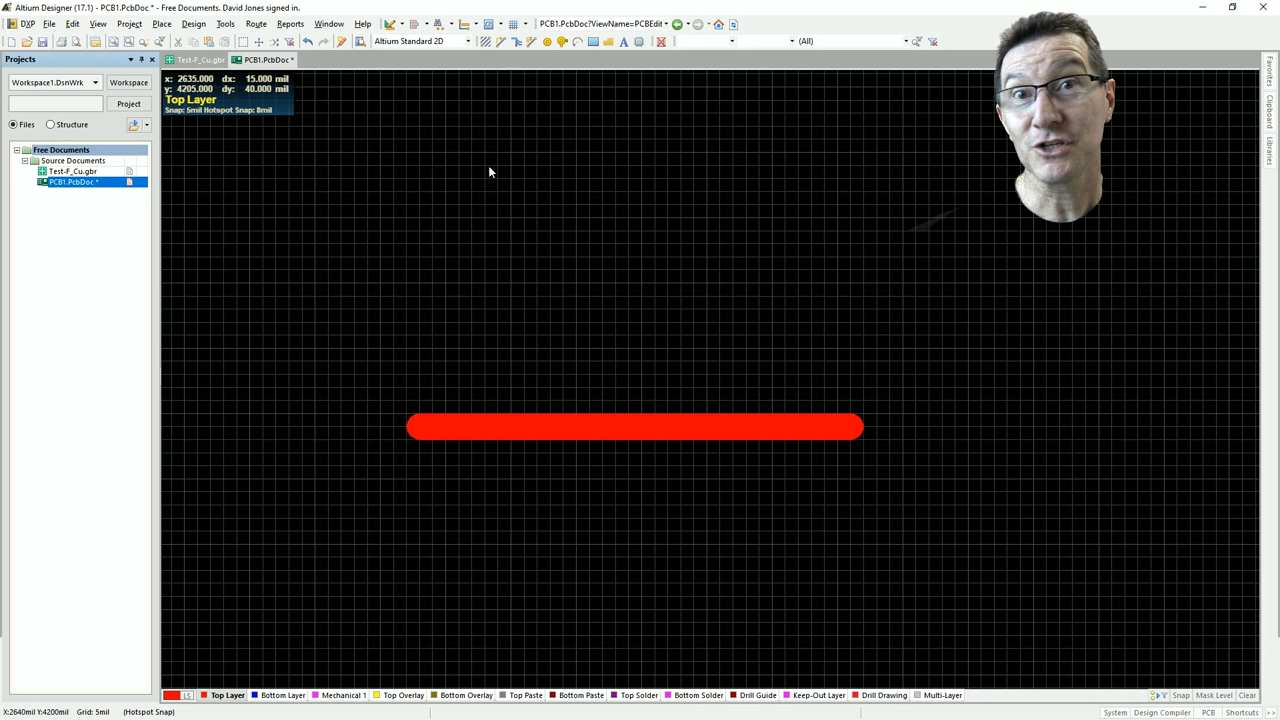 Altium Designer (17.1) - PCB1.PcbDoc * - Free Documents. David Jones signed in.
DXP File Edit View Project Place Design Tools Route Reports Window Help PCB1.PcbDoc?ViewName=PCBEdit
Altium Standard 2D (All)
Projects
Test-F_Cu.gbr PCB1.PcbDoc *
Workspace1.DsnWrk Workspace
Project
Files Structure
Free Documents
Source Documents
Test-F_Cu.gbr
PCB1.PcbDoc *
x: 2635.000 dx: 15.000 mil
y: 4205.000 dy: 40.000 mil
Top Layer
Snap: 5mil Hotspot Snap: 8mil
Favorites
Clipboard
Libraries
LS Top Layer Bottom Layer Mechanical 1 Top Overlay Bottom Overlay Top Paste Bottom Paste Top Solder Bottom Solder Drill Guide Keep-Out Layer Drill Drawing Multi-Layer Snap Mask Level Clear
X:2640mil Y:4200mil Grid: 5mil (Hotspot Snap) System Design Compiler PCB Shortcuts >>